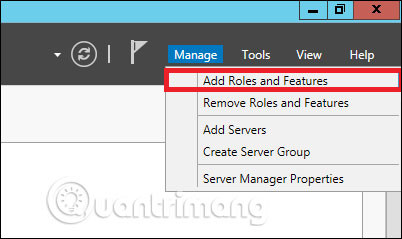 Manage Tools View Help
Add Roles and Features
Remove Roles and Features
Add Servers
Create Server Group
Server Manager Properties
Quantrimang